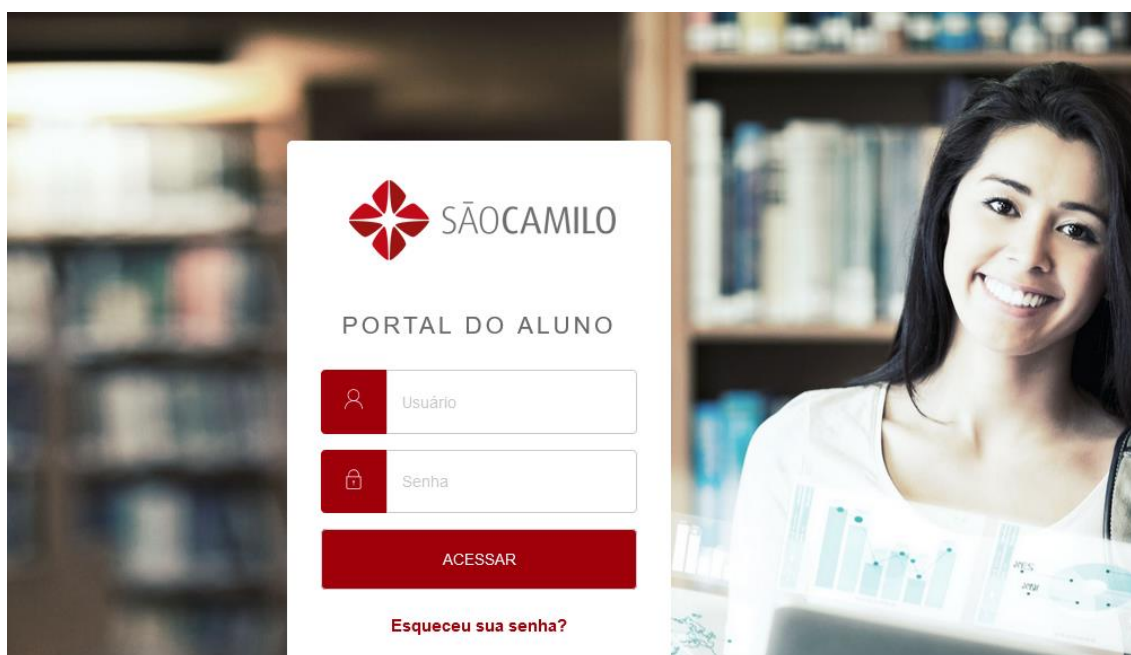 SÃOCAMILO
PORTAL DO ALUNO
Usuário
Senha
ACESSAR
Esqueceu sua senha?